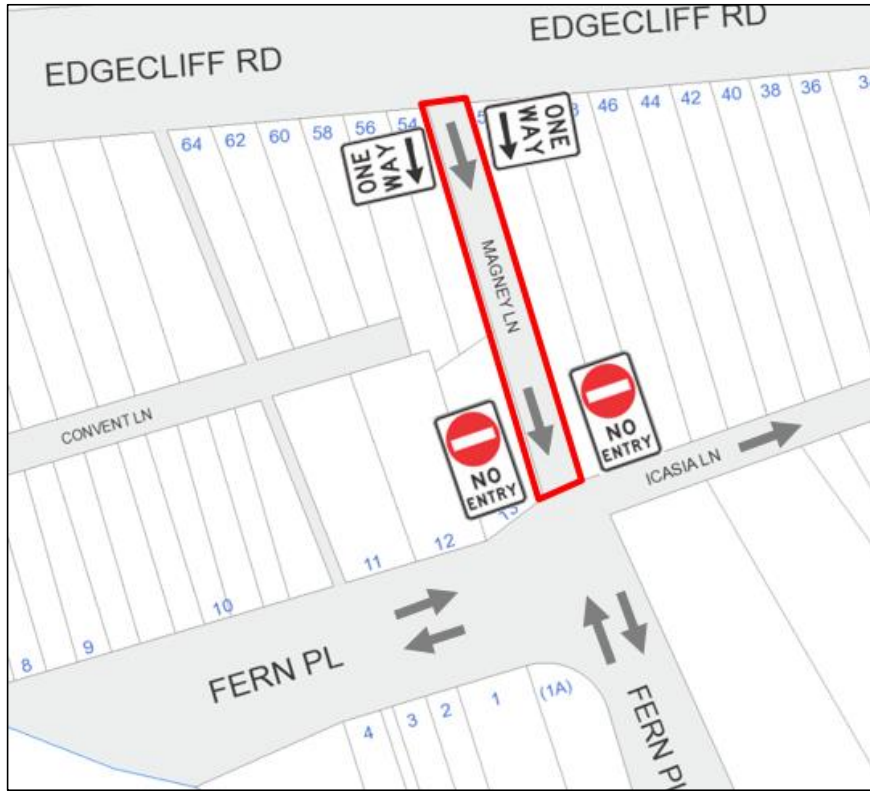 EDGECLIFF RD
EDGECLIFF RD
64 62 60 58 56 54
46 44 42 40 38 36
ONE
WAY
ONE
WAY
MAGNEY LN
CONVENT LN
NO
ENTRY
NO
ENTRY
ICASIA LN
13
12
11
10
9
8
FERN PL
4 3 2 1 (1A)
FERN PL